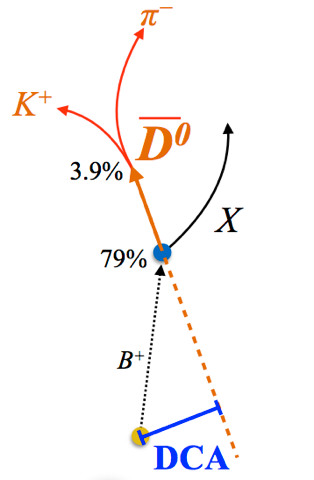 π⁻
K⁺
D̅⁰
3.9%
X
79%
B⁺
DCA